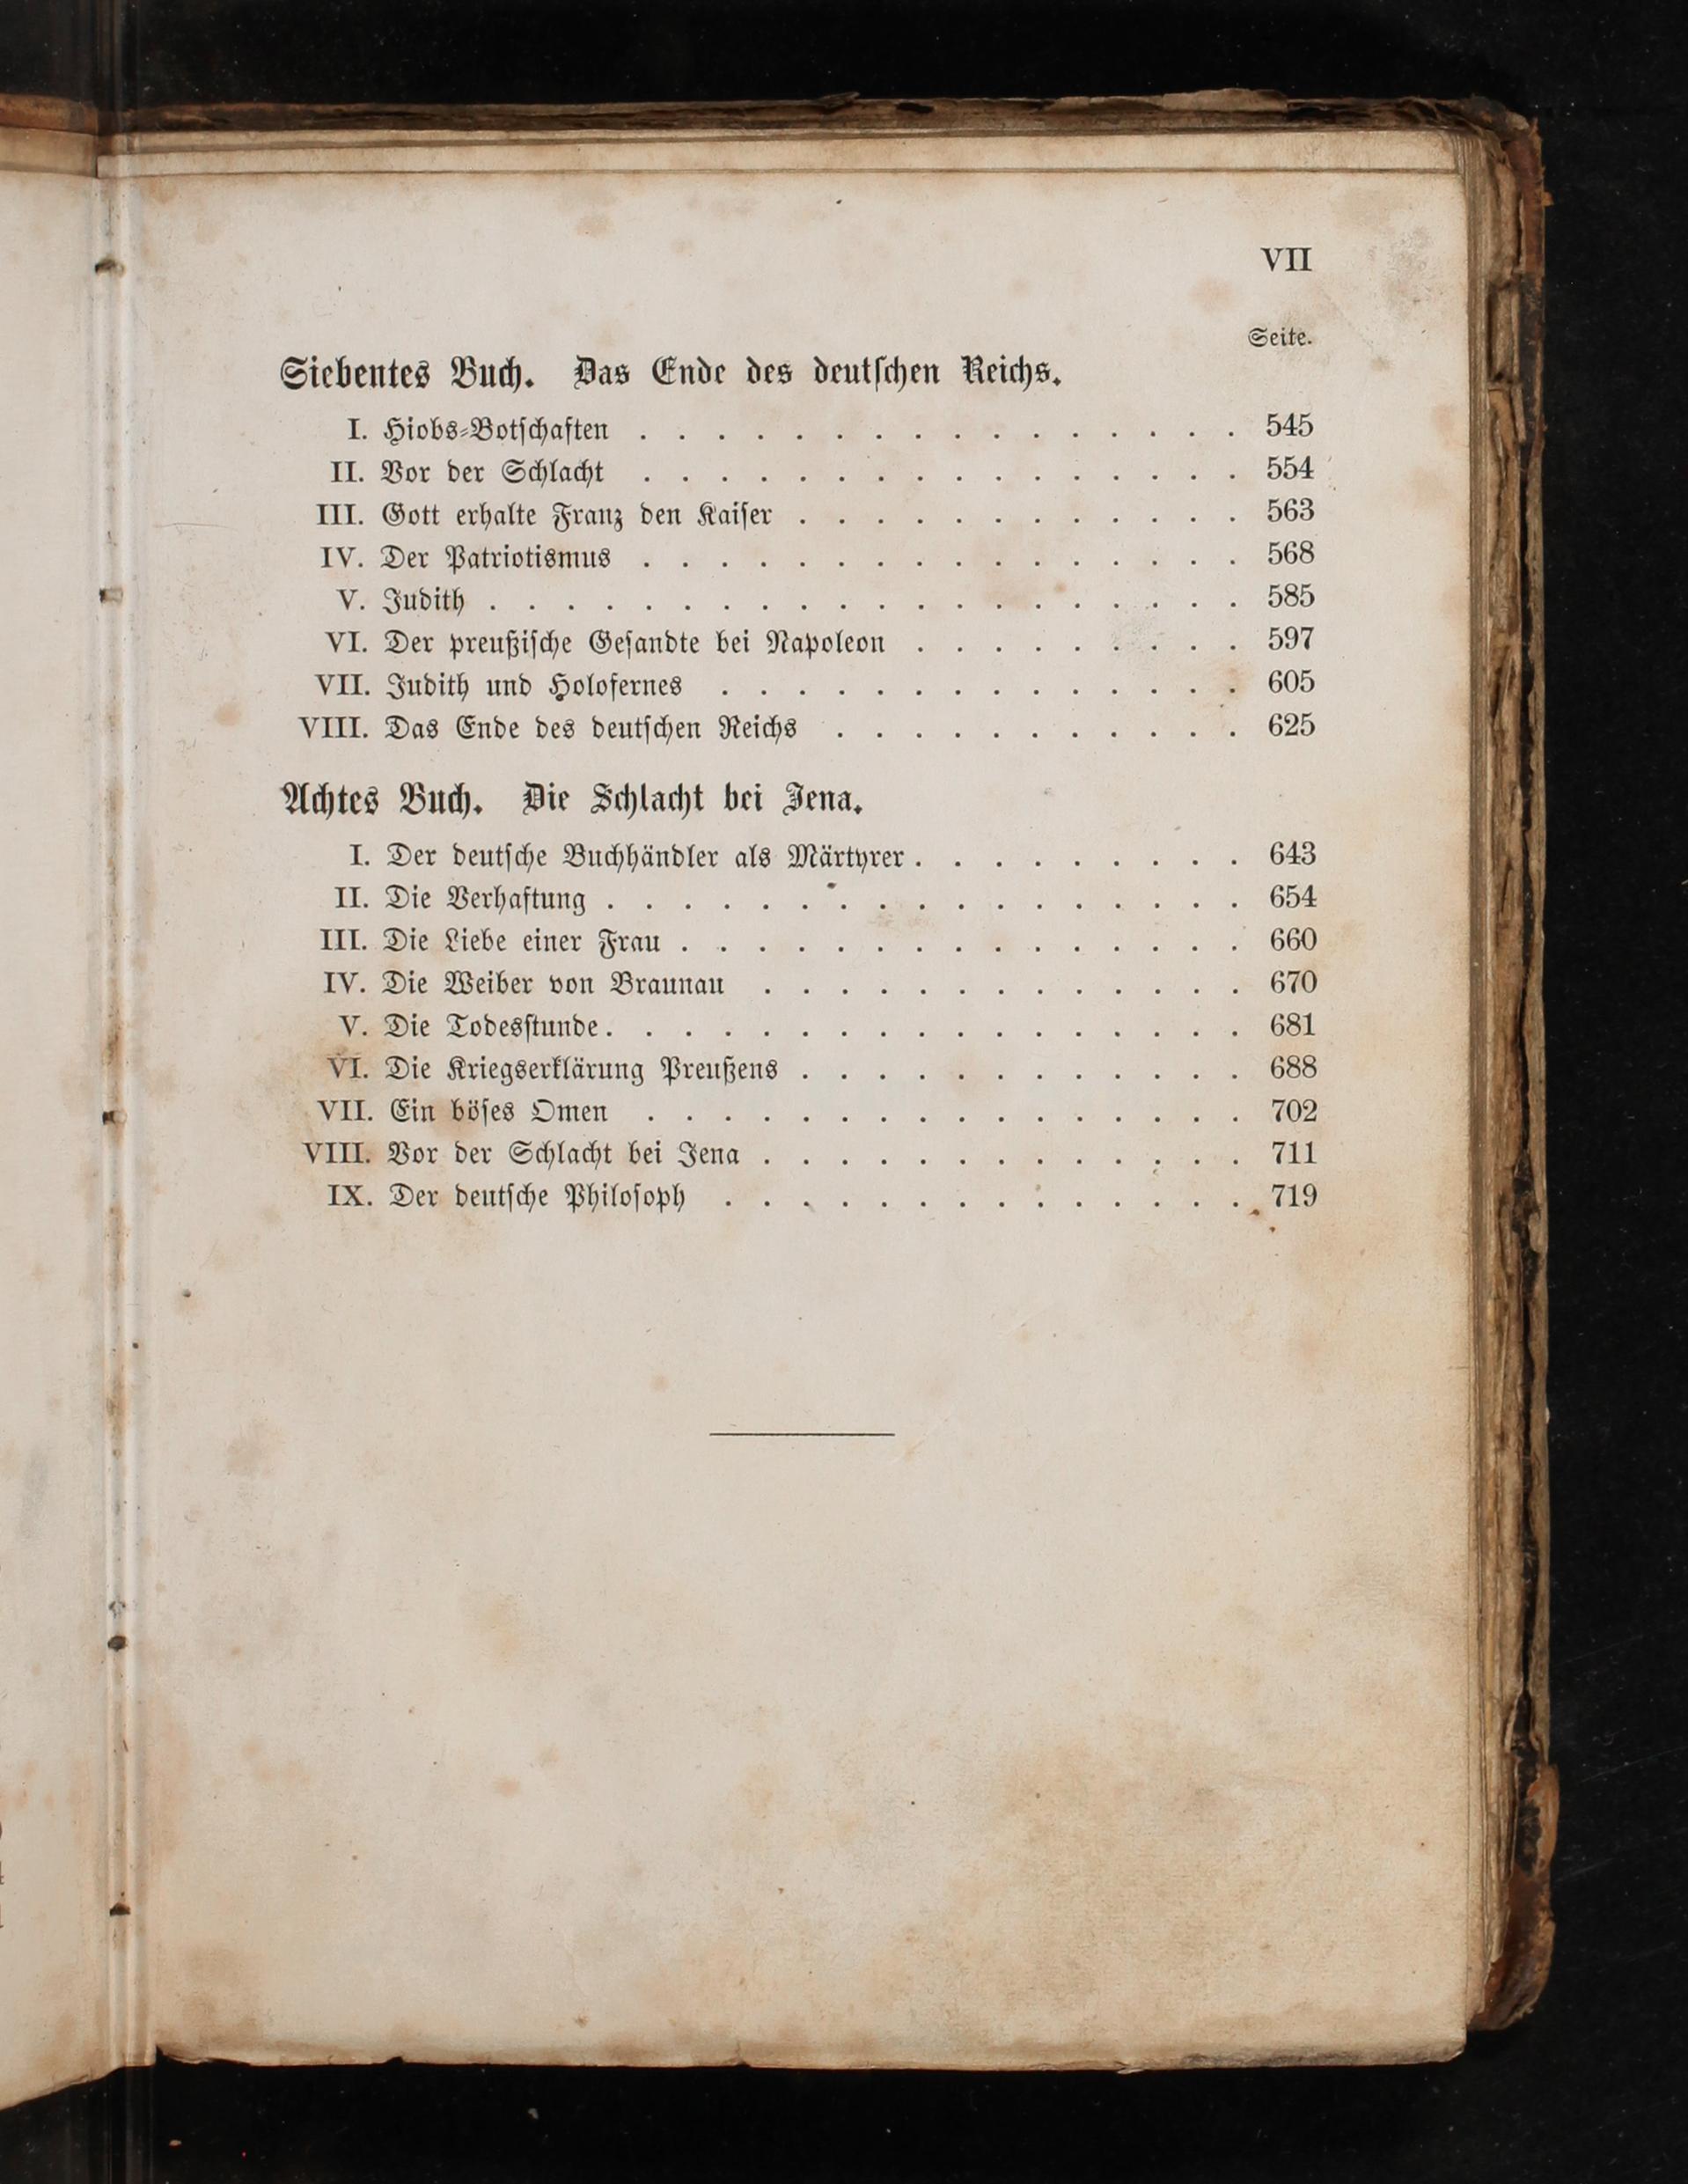 VII
Seite.
Siebentes Buch. Das Ende des deutſchen Reichs.
I. Hiobs-Botſchaften . . . . . . . . . . . . . . . . 545
II. Vor der Schlacht . . . . . . . . . . . . . . . . 554
III. Gott erhalte Franz den Kaiſer . . . . . . . . . . . . 563
IV. Der Patriotismus . . . . . . . . . . . . . . . . 568
V. Judith . . . . . . . . . . . . . . . . . . . . 585
VI. Der preußiſche Geſandte bei Napoleon . . . . . . . . . 597
VII. Judith und Holofernes . . . . . . . . . . . . . . 605
VIII. Das Ende des deutſchen Reichs . . . . . . . . . . . 625
Achtes Buch. Die Schlacht bei Jena.
I. Der deutſche Buchhändler als Märtyrer . . . . . . . . . 643
II. Die Verhaftung . . . . . . . . . . . . . . . . . 654
III. Die Liebe einer Frau . . . . . . . . . . . . . . . 660
IV. Die Weiber von Braunau . . . . . . . . . . . . . 670
V. Die Todesſtunde . . . . . . . . . . . . . . . . . 681
VI. Die Kriegserklärung Preußens . . . . . . . . . . . . 688
VII. Ein böſes Omen . . . . . . . . . . . . . . . . 702
VIII. Vor der Schlacht bei Jena . . . . . . . . . . . . . 711
IX. Der deutſche Philoſoph . . . . . . . . . . . . . . 719